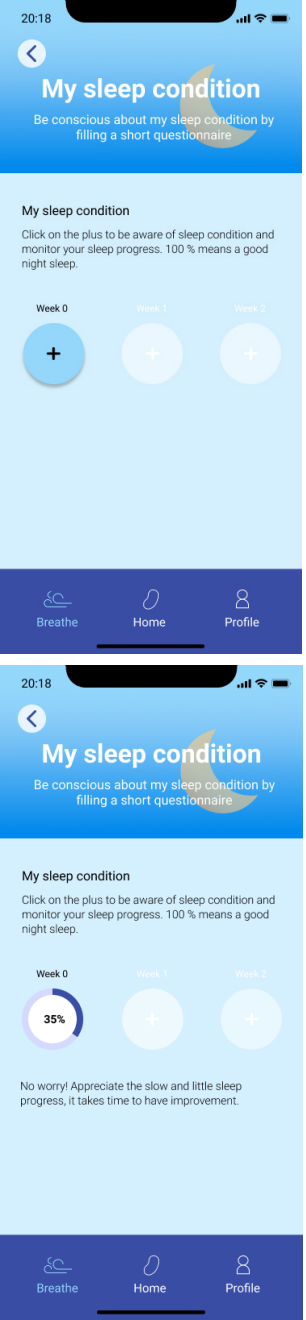 20:18
My sleep condition
Be conscious about my sleep condition by
filling a short questionnaire
My sleep condition
Click on the plus to be aware of sleep condition and
monitor your sleep progress. 100 % means a good
night sleep.
Week 0 Week 1 Week 2
+ + +
Breathe Home Profile
20:18
My sleep condition
Be conscious about my sleep condition by
filling a short questionnaire
My sleep condition
Click on the plus to be aware of sleep condition and
monitor your sleep progress. 100 % means a good
night sleep.
Week 0 Week 1 Week 2
35% + +
No worry! Appreciate the slow and little sleep
progress, it takes time to have improvement.
Breathe Home Profile